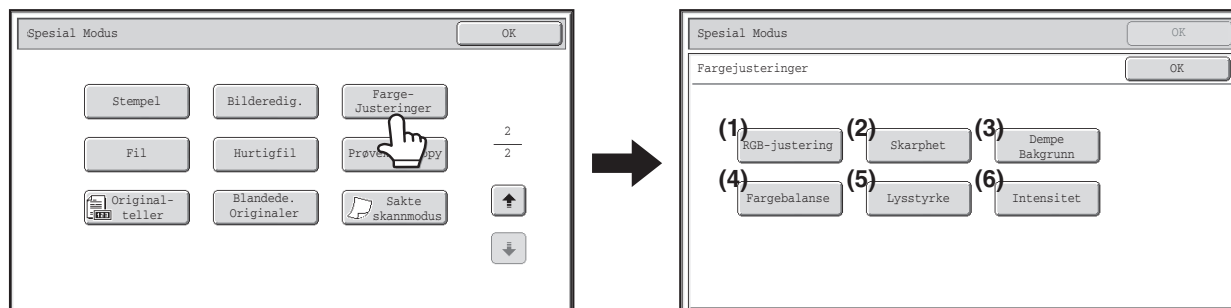 Spesial Modus
OK
Stempel
Bilderedig.
Farge-
Justeringer
Fil
Hurtigfil
Prøve
opy
2
2
Original-
teller
Blandede.
Originaler
Sakte
skannmodus
Spesial Modus
OK
Fargejusteringer
OK
(1)
RGB-justering
(2)
Skarphet
(3)
Dempe
Bakgrunn
(4)
Fargebalanse
(5)
Lysstyrke
(6)
Intensitet